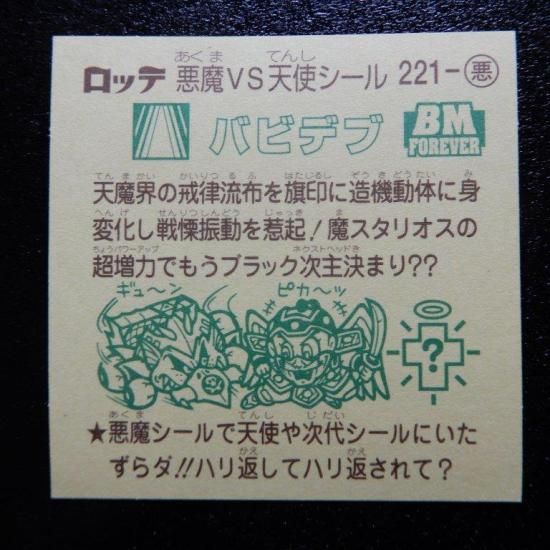 ロッテ 悪魔VS天使シール 221-悪
あくま てんし
バビデブ
BM
FOREVER
てんまかい かいりつるふ はたじるし ぞうきどうたい み
天魔界の戒律流布を旗印に造機動体に身
へんげ せんりつしんどう じゃっき ま
変化し戦慄振動を惹起!魔スタリオスの
ちょうパワーアップ ネクストヘッドき
超増力でもうブラック次主決まり??
ギューン ピカーッ
?
あくま てんし じだい
★悪魔シールで天使や次代シールにいた
かえ かえ
ずらダ!!ハリ返してハリ返されて?